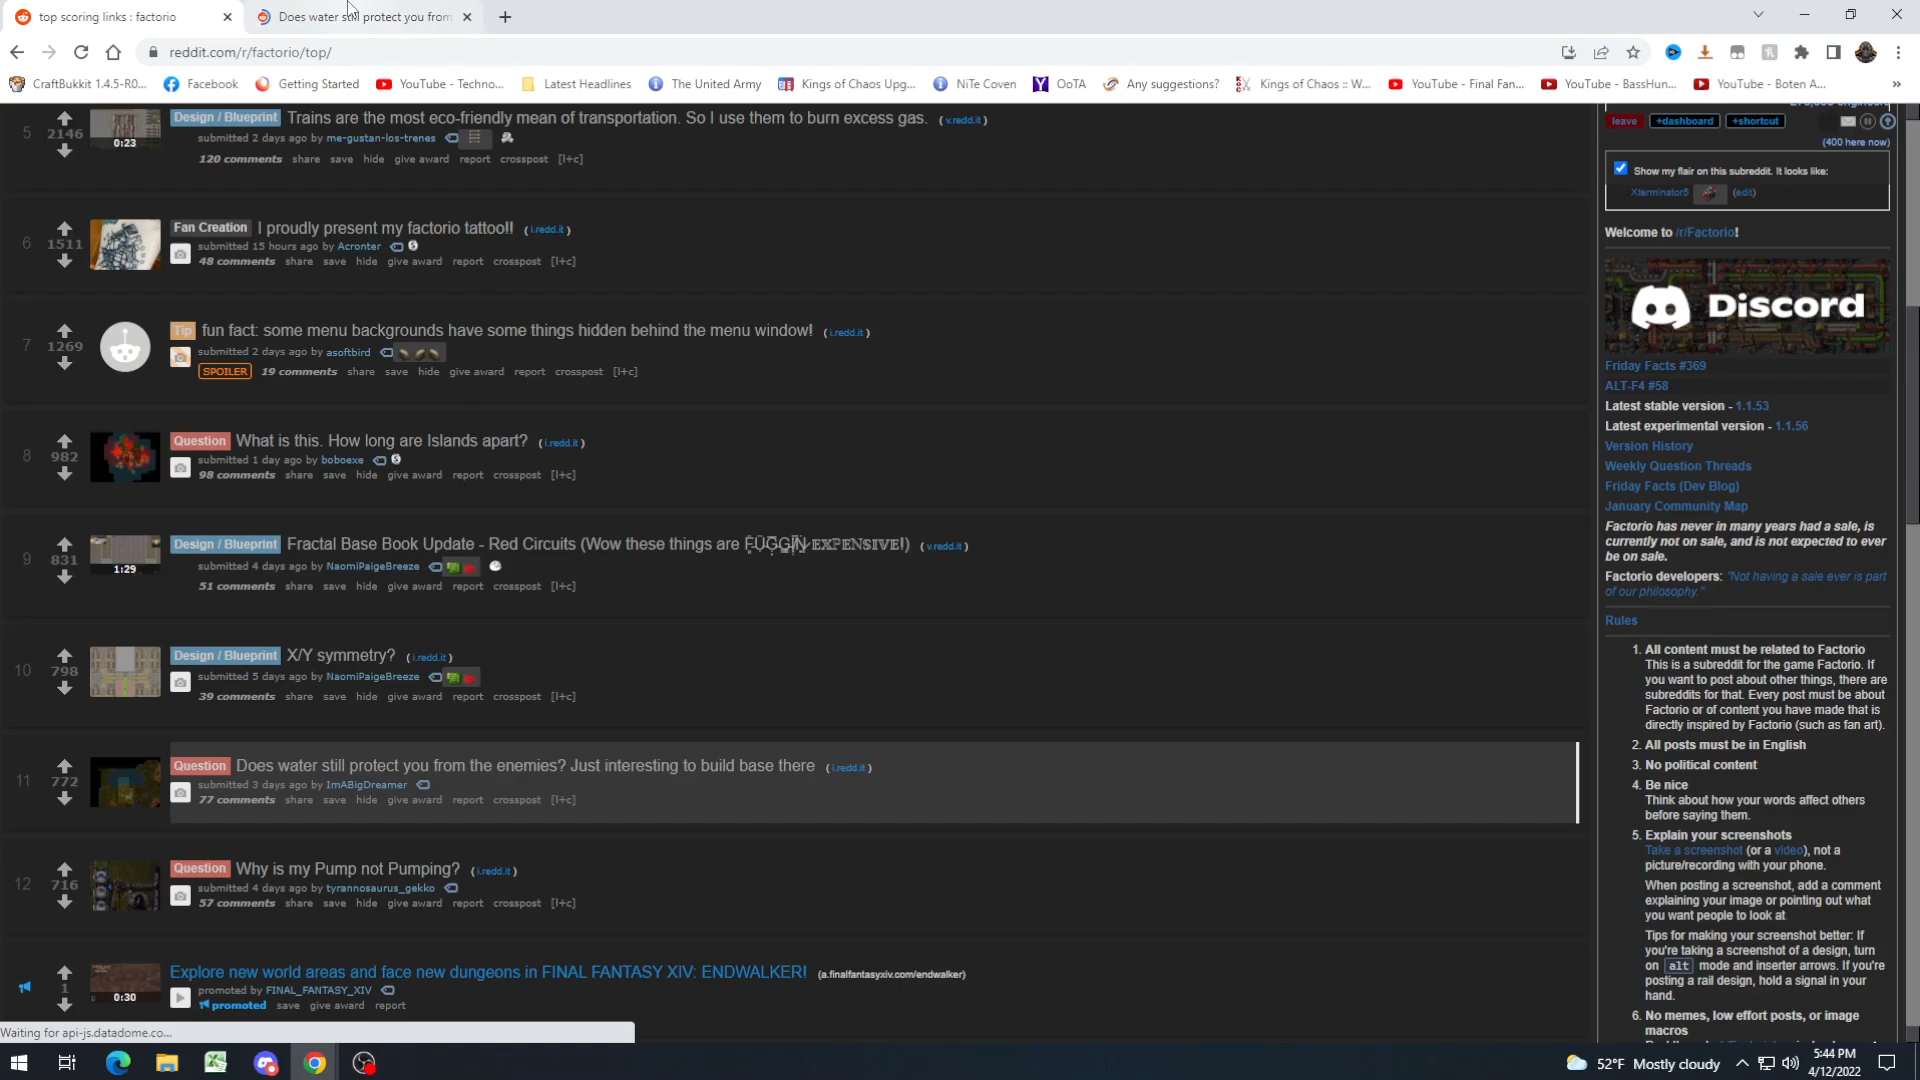 top scoring links : factorio
Does water still protect you from
reddit.com/r/factorio/top/
CraftBukkit 1.4.5-R0...
Facebook
Getting Started
YouTube - Techno...
Latest Headlines
The United Army
Kings of Chaos Upg...
NiTe Coven
OoTA
Any suggestions?
Kings of Chaos :: W...
YouTube - Final Fan...
YouTube - BassHun...
YouTube - Boten A...
»
5
2146
0:23
Design / Blueprint Trains are the most eco-friendly mean of transportation. So I use them to burn excess gas. (v.redd.it)
submitted 2 days ago by me-gustan-los-trenes
120 comments share save hide give award report crosspost [l+c]
6
1511
Fan Creation I proudly present my factorio tattoo!! (i.redd.it)
submitted 15 hours ago by Acronter
48 comments share save hide give award report crosspost [l+c]
7
1269
Tip fun fact: some menu backgrounds have some things hidden behind the menu window! (i.redd.it)
submitted 2 days ago by asoftbird
SPOILER 19 comments share save hide give award report crosspost [l+c]
8
982
Question What is this. How long are Islands apart? (i.redd.it)
submitted 1 day ago by boboexe
98 comments share save hide give award report crosspost [l+c]
9
831
1:29
Design / Blueprint Fractal Base Book Update - Red Circuits (Wow these things are FUGGIN EXPENSIVE!) (v.redd.it)
submitted 4 days ago by NaomiPaigeBreeze
51 comments share save hide give award report crosspost [l+c]
10
798
Design / Blueprint X/Y symmetry? (i.redd.it)
submitted 5 days ago by NaomiPaigeBreeze
39 comments share save hide give award report crosspost [l+c]
11
772
Question Does water still protect you from the enemies? Just interesting to build base there (i.redd.it)
submitted 3 days ago by ImABigDreamer
77 comments share save hide give award report crosspost [l+c]
12
716
Question Why is my Pump not Pumping? (i.redd.it)
submitted 4 days ago by tyrannosaurus_gekko
57 comments share save hide give award report crosspost [l+c]
1
0:30
Explore new world areas and face new dungeons in FINAL FANTASY XIV: ENDWALKER! (a.finalfantasyxiv.com/endwalker)
promoted by FINAL_FANTASY_XIV
promoted save give award report
Waiting for api-js.datadome.co...
leave +dashboard +shortcut
(400 here now)
Show my flair on this subreddit. It looks like:
Xterminator5 (edit)
Welcome to /r/Factorio!
Discord
Friday Facts #369
ALT-F4 #58
Latest stable version - 1.1.53
Latest experimental version - 1.1.56
Version History
Weekly Question Threads
Friday Facts (Dev Blog)
January Community Map
Factorio has never in many years had a sale, is
currently not on sale, and is not expected to ever
be on sale.
Factorio developers: "Not having a sale ever is part
of our philosophy."
Rules
1. All content must be related to Factorio
This is a subreddit for the game Factorio. If
you want to post about other things, there are
subreddits for that. Every post must be about
Factorio or of content you have made that is
directly inspired by Factorio (such as fan art).
2. All posts must be in English
3. No political content
4. Be nice
Think about how your words affect others
before saying them.
5. Explain your screenshots
Take a screenshot (or a video), not a
picture/recording with your phone.
When posting a screenshot, add a comment
explaining your image or pointing out what
you want people to look at
Tips for making your screenshot better: If
you're taking a screenshot of a design, turn
on alt mode and inserter arrows. If you're
posting a rail design, hold a signal in your
hand.
6. No memes, low effort posts, or image
macros
52°F Mostly cloudy
5:44 PM
4/12/2022